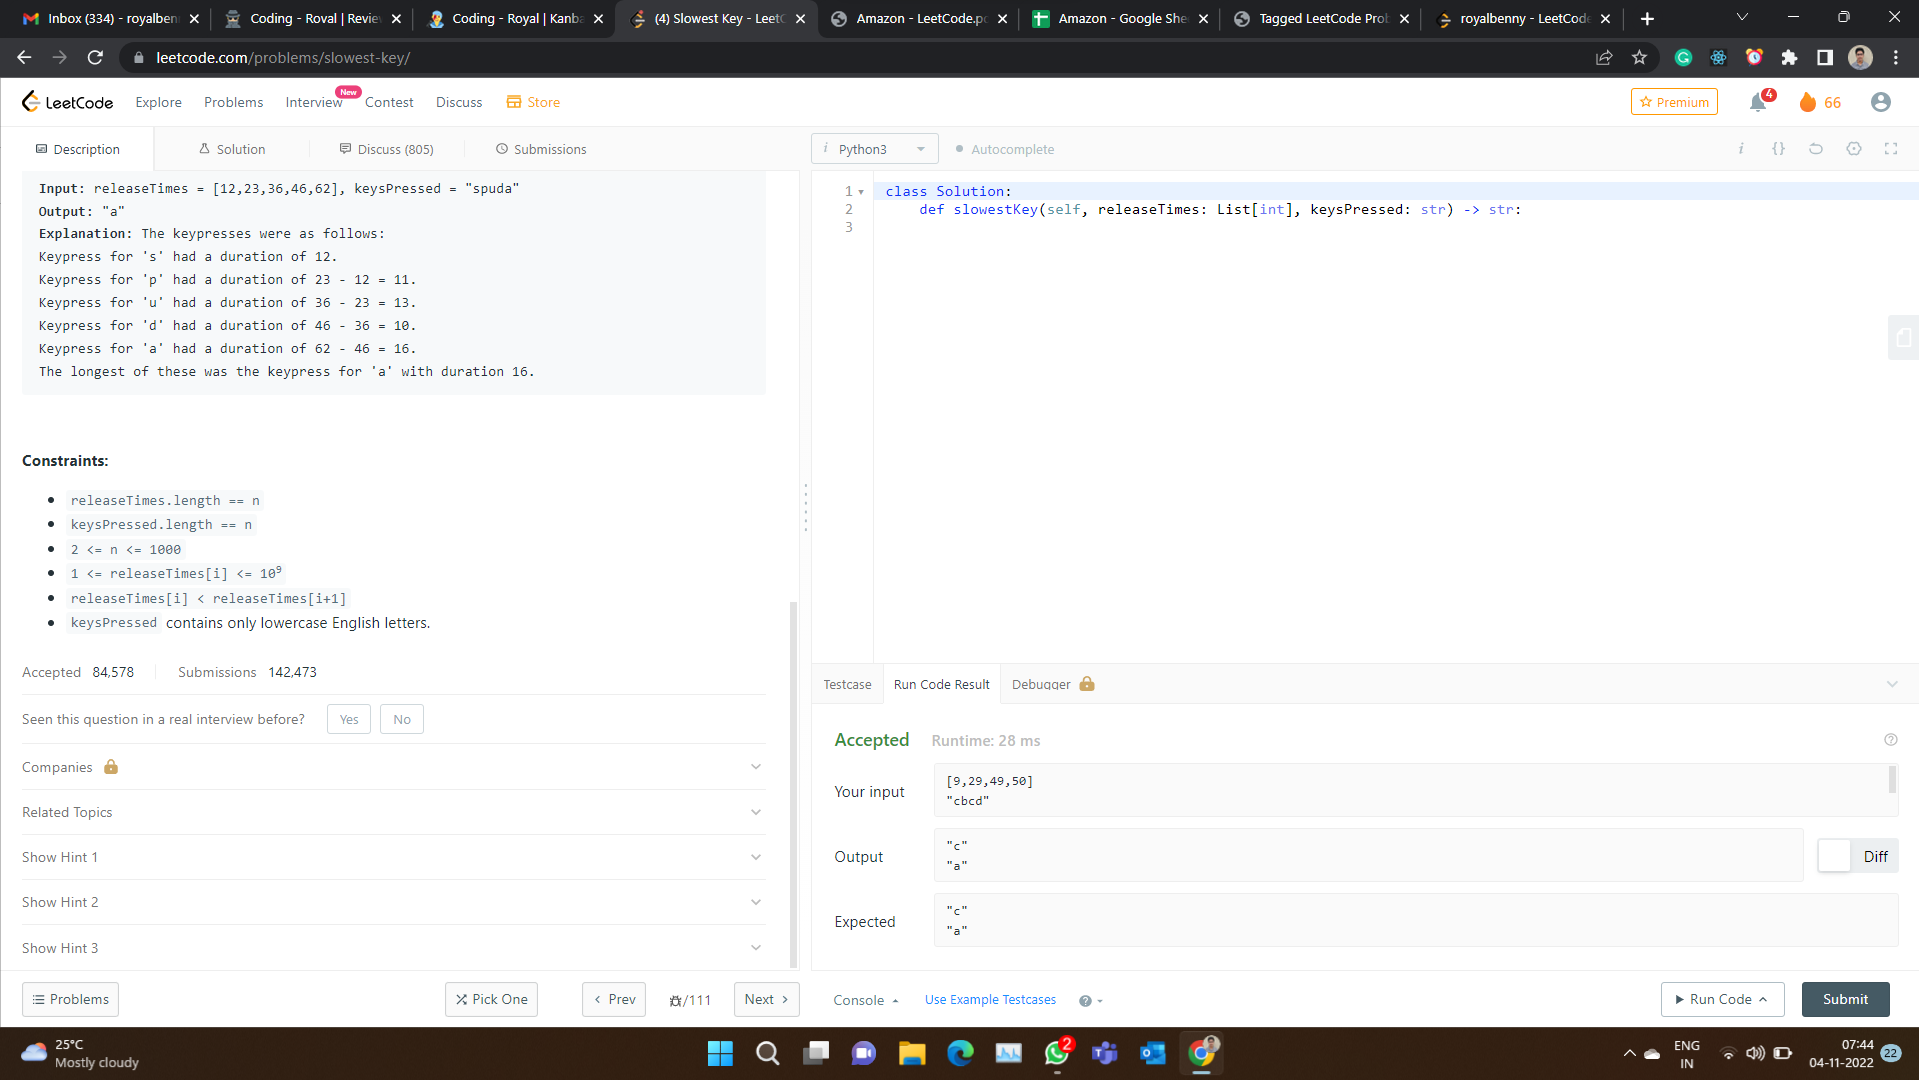 Inbox (334) - royalben
Coding - Royal | Review
Coding - Royal | Kanba
(4) Slowest Key - LeetC
Amazon - LeetCode.pd
Amazon - Google She
Tagged LeetCode Prob
royalbenny - LeetCode
leetcode.com/problems/slowest-key/
LeetCode
Explore
Problems
Interview
New
Contest
Discuss
Store
Premium
4
66
Description
Solution
Discuss (805)
Submissions
i Python3
Autocomplete
i
{}
Input: releaseTimes = [12,23,36,46,62], keysPressed = "spuda"
Output: "a"
Explanation: The keypresses were as follows:
Keypress for 's' had a duration of 12.
Keypress for 'p' had a duration of 23 - 12 = 11.
Keypress for 'u' had a duration of 36 - 23 = 13.
Keypress for 'd' had a duration of 46 - 36 = 10.
Keypress for 'a' had a duration of 62 - 46 = 16.
The longest of these was the keypress for 'a' with duration 16.
Constraints:
releaseTimes.length == n
keysPressed.length == n
2 <= n <= 1000
1 <= releaseTimes[i] <= 10⁹
releaseTimes[i] < releaseTimes[i+1]
keysPressed contains only lowercase English letters.
Accepted 84,578
Submissions 142,473
Seen this question in a real interview before?
Yes
No
Companies
Related Topics
Show Hint 1
Show Hint 2
Show Hint 3
Problems
Pick One
Prev
/111
Next
1 class Solution:
2 def slowestKey(self, releaseTimes: List[int], keysPressed: str) -> str:
3
Testcase
Run Code Result
Debugger
Accepted
Runtime: 28 ms
Your input
[9,29,49,50]
"cbcd"
Output
"c"
"a"
Diff
Expected
"c"
"a"
Console
Use Example Testcases
Run Code
Submit
25°C
Mostly cloudy
2
ENG
IN
07:44
04-11-2022
22